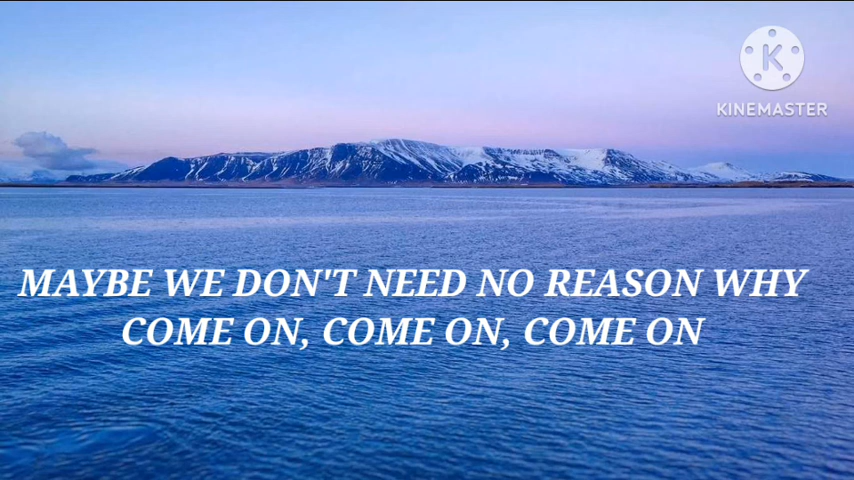 KINEMASTER
MAYBE WE DON'T NEED NO REASON WHY
COME ON, COME ON, COME ON